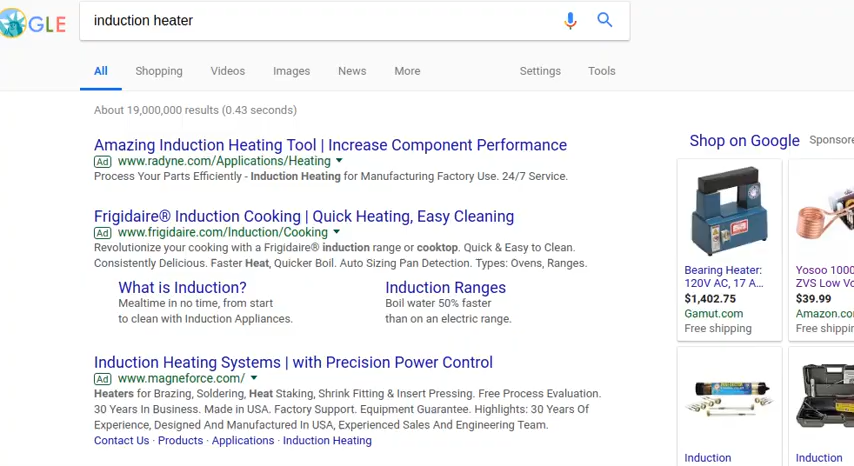 GLE
induction heater
All Shopping Videos Images News More Settings Tools
About 19,000,000 results (0.43 seconds)
Amazing Induction Heating Tool | Increase Component Performance
Ad www.radyne.com/Applications/Heating
Process Your Parts Efficiently - Induction Heating for Manufacturing Factory Use. 24/7 Service.
Frigidaire® Induction Cooking | Quick Heating, Easy Cleaning
Ad www.frigidaire.com/Induction/Cooking
Revolutionize your cooking with a Frigidaire® induction range or cooktop. Quick & Easy to Clean.
Consistently Delicious. Faster Heat, Quicker Boil. Auto Sizing Pan Detection. Types: Ovens, Ranges.
What is Induction?
Mealtime in no time, from start
to clean with Induction Appliances.
Induction Ranges
Boil water 50% faster
than on an electric range.
Induction Heating Systems | with Precision Power Control
Ad www.magneforce.com/
Heaters for Brazing, Soldering, Heat Staking, Shrink Fitting & Insert Pressing. Free Process Evaluation.
30 Years In Business. Made in USA. Factory Support. Equipment Guarantee. Highlights: 30 Years Of
Experience, Designed And Manufactured In USA, Experienced Sales And Engineering Team.
Contact Us · Products · Applications · Induction Heating
Shop on Google Sponsore
Bearing Heater:
120V AC, 17 A...
$1,402.75
Gamut.com
Free shipping
Yosoo 1000
ZVS Low Vo
$39.99
Amazon.co
Free shippi
Induction
Induction